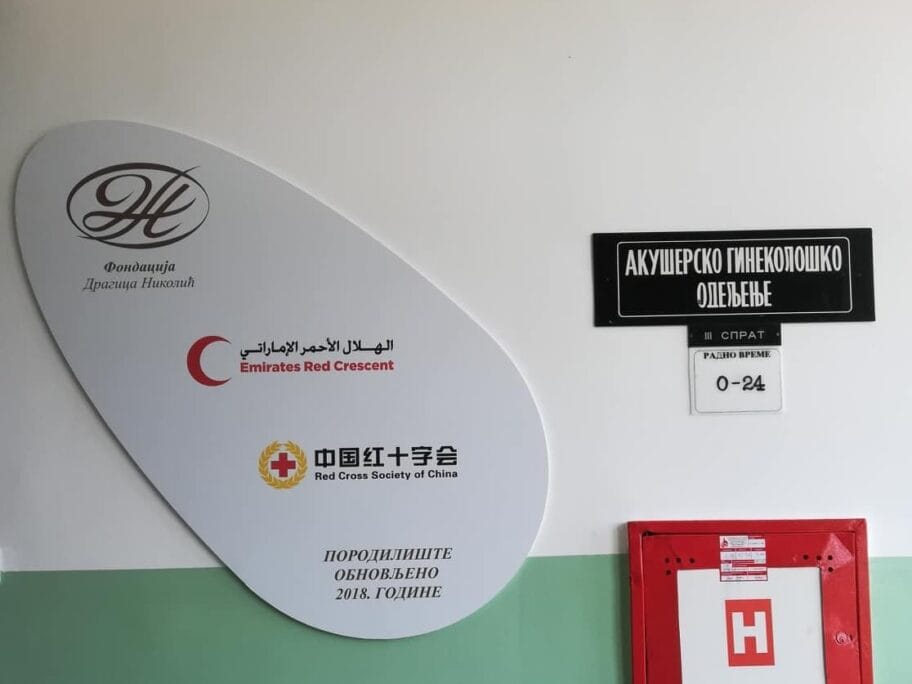 Фондација
Драгица Николић
الهلال الأحمر الإماراتي
Emirates Red Crescent
中国红十字会
Red Cross Society of China
ПОРОДИЛИШТЕ
ОБНОВЉЕНО
2018. ГОДИНЕ
АКУШЕРСКО ГИНЕКОЛОШКО
ОДЕЉЕЊЕ
III СПРАТ
РАДНО ВРЕМЕ
0-24
H